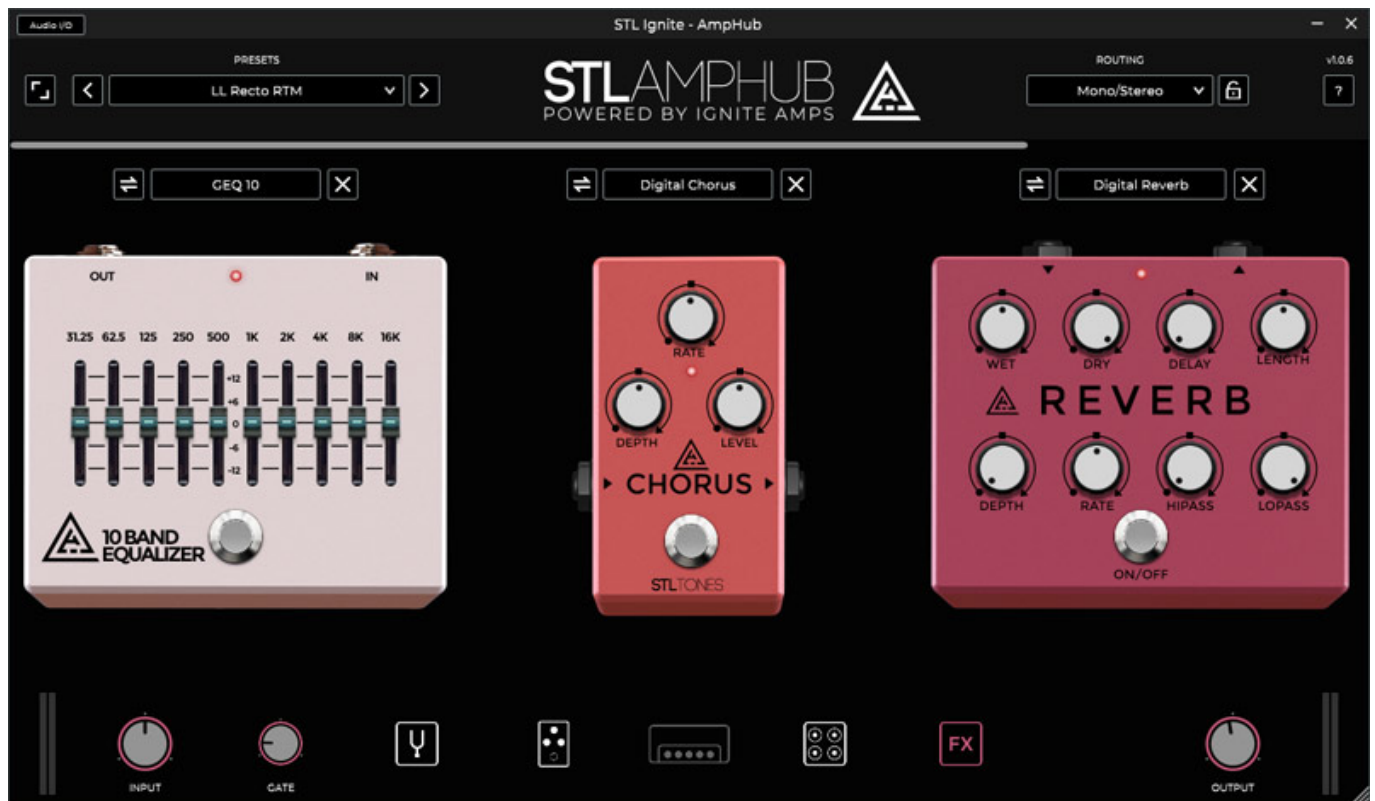 Audio I/O
STL Ignite - AmpHub
PRESETS
LL Recto RTM
STLAMPHUB
POWERED BY IGNITE AMPS
ROUTING
Mono/Stereo
v1.0.6
?
GEQ 10
Digital Chorus
Digital Reverb
OUT
IN
31.25 62.5 125 250 500 1K 2K 4K 8K 16K
+12
+6
0
-6
-12
10 BAND
EQUALIZER
RATE
DEPTH LEVEL
CHORUS
STLTONES
WET DRY DELAY LENGTH
REVERB
DEPTH RATE HIPASS LOPASS
ON/OFF
FX
INPUT
GATE
OUTPUT